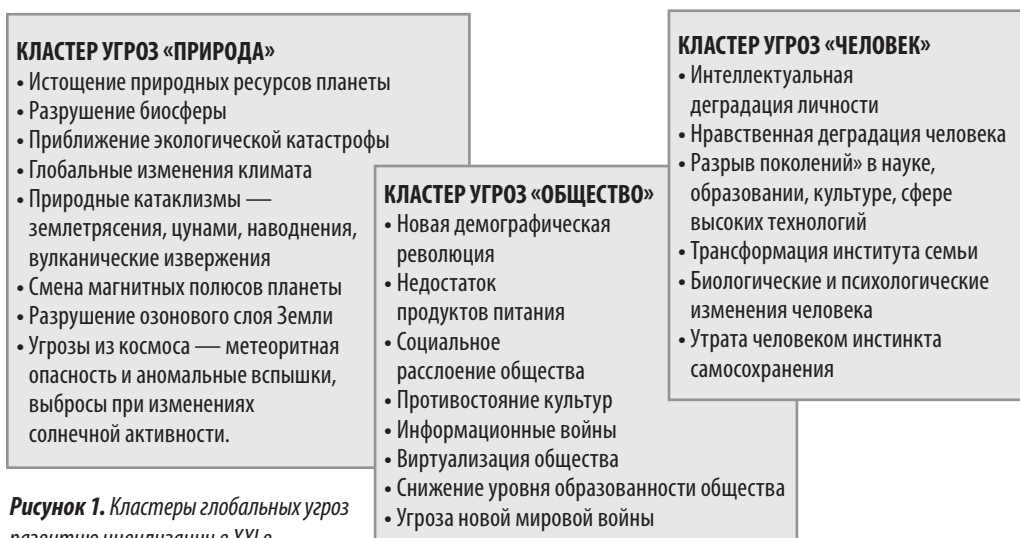 КЛАСТЕР УГРОЗ «ПРИРОДА»
• Истощение природных ресурсов планеты
• Разрушение биосферы
• Приближение экологической катастрофы
• Глобальные изменения климата
• Природные катаклизмы —
землетрясения, цунами, наводнения,
вулканические извержения
• Смена магнитных полюсов планеты
• Разрушение озонового слоя Земли
• Угрозы из космоса — метеоритная
опасность и аномальные вспышки,
выбросы при изменениях
солнечной активности.
КЛАСТЕР УГРОЗ «ОБЩЕСТВО»
• Новая демографическая
революция
• Недостаток
продуктов питания
• Социальное
расслоение общества
• Противостояние культур
• Информационные войны
• Виртуализация общества
• Снижение уровня образованности общества
• Угроза новой мировой войны
КЛАСТЕР УГРОЗ «ЧЕЛОВЕК»
• Интеллектуальная
деградация личности
• Нравственная деградация человека
• Разрыв поколений» в науке,
образовании, культуре, сфере
высоких технологий
• Трансформация института семьи
• Биологические и психологические
изменения человека
• Утрата человеком инстинкта
самосохранения
Рисунок 1. Кластеры глобальных угроз
развитию цивилизации в XXI в.